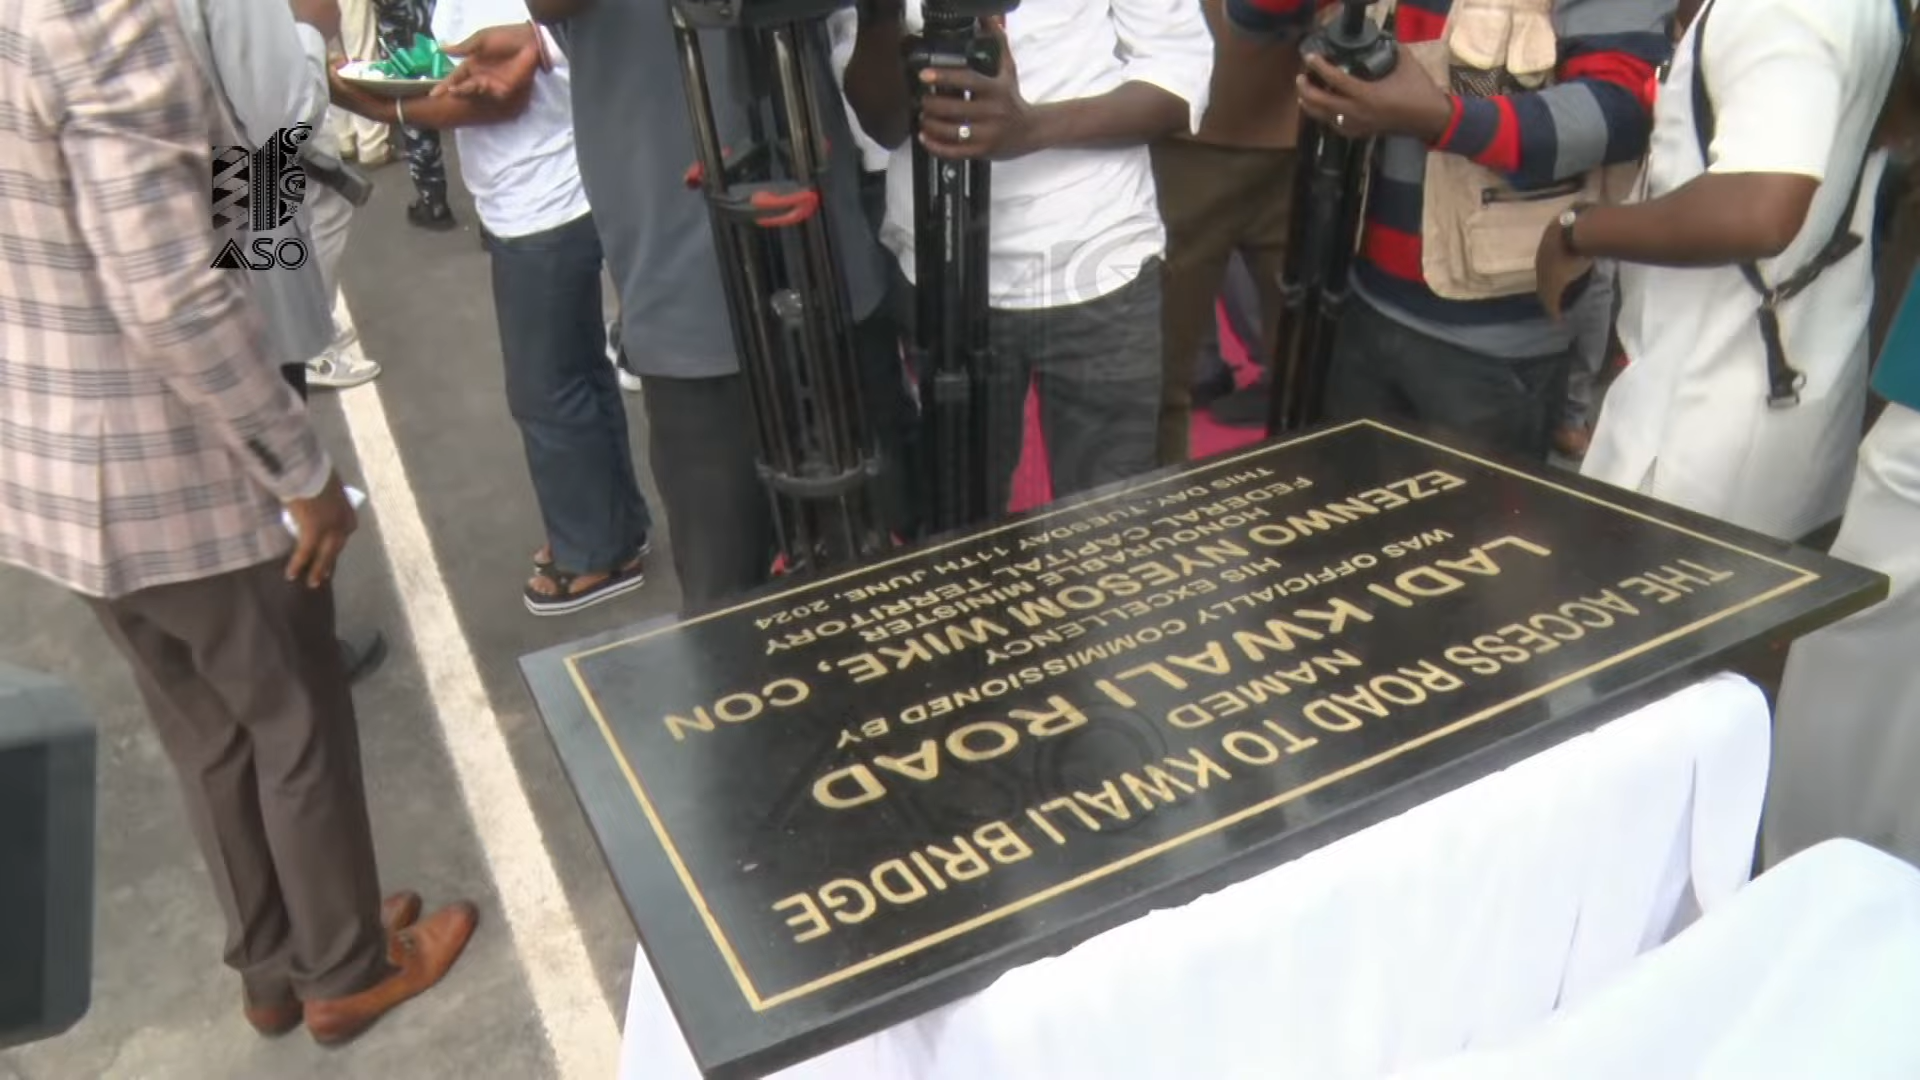 THE ACCESS ROAD TO KWALI BRIDGE
NAMED
LADI KWALI ROAD
WAS OFFICIALLY COMMISSIONED BY
HIS EXCELLENCY
EZENWO NYESOM WIKE, CON
HONOURABLE MINISTER
FEDERAL CAPITAL TERRITORY
THIS DAY, TUESDAY 11TH JUNE, 2024
ASO